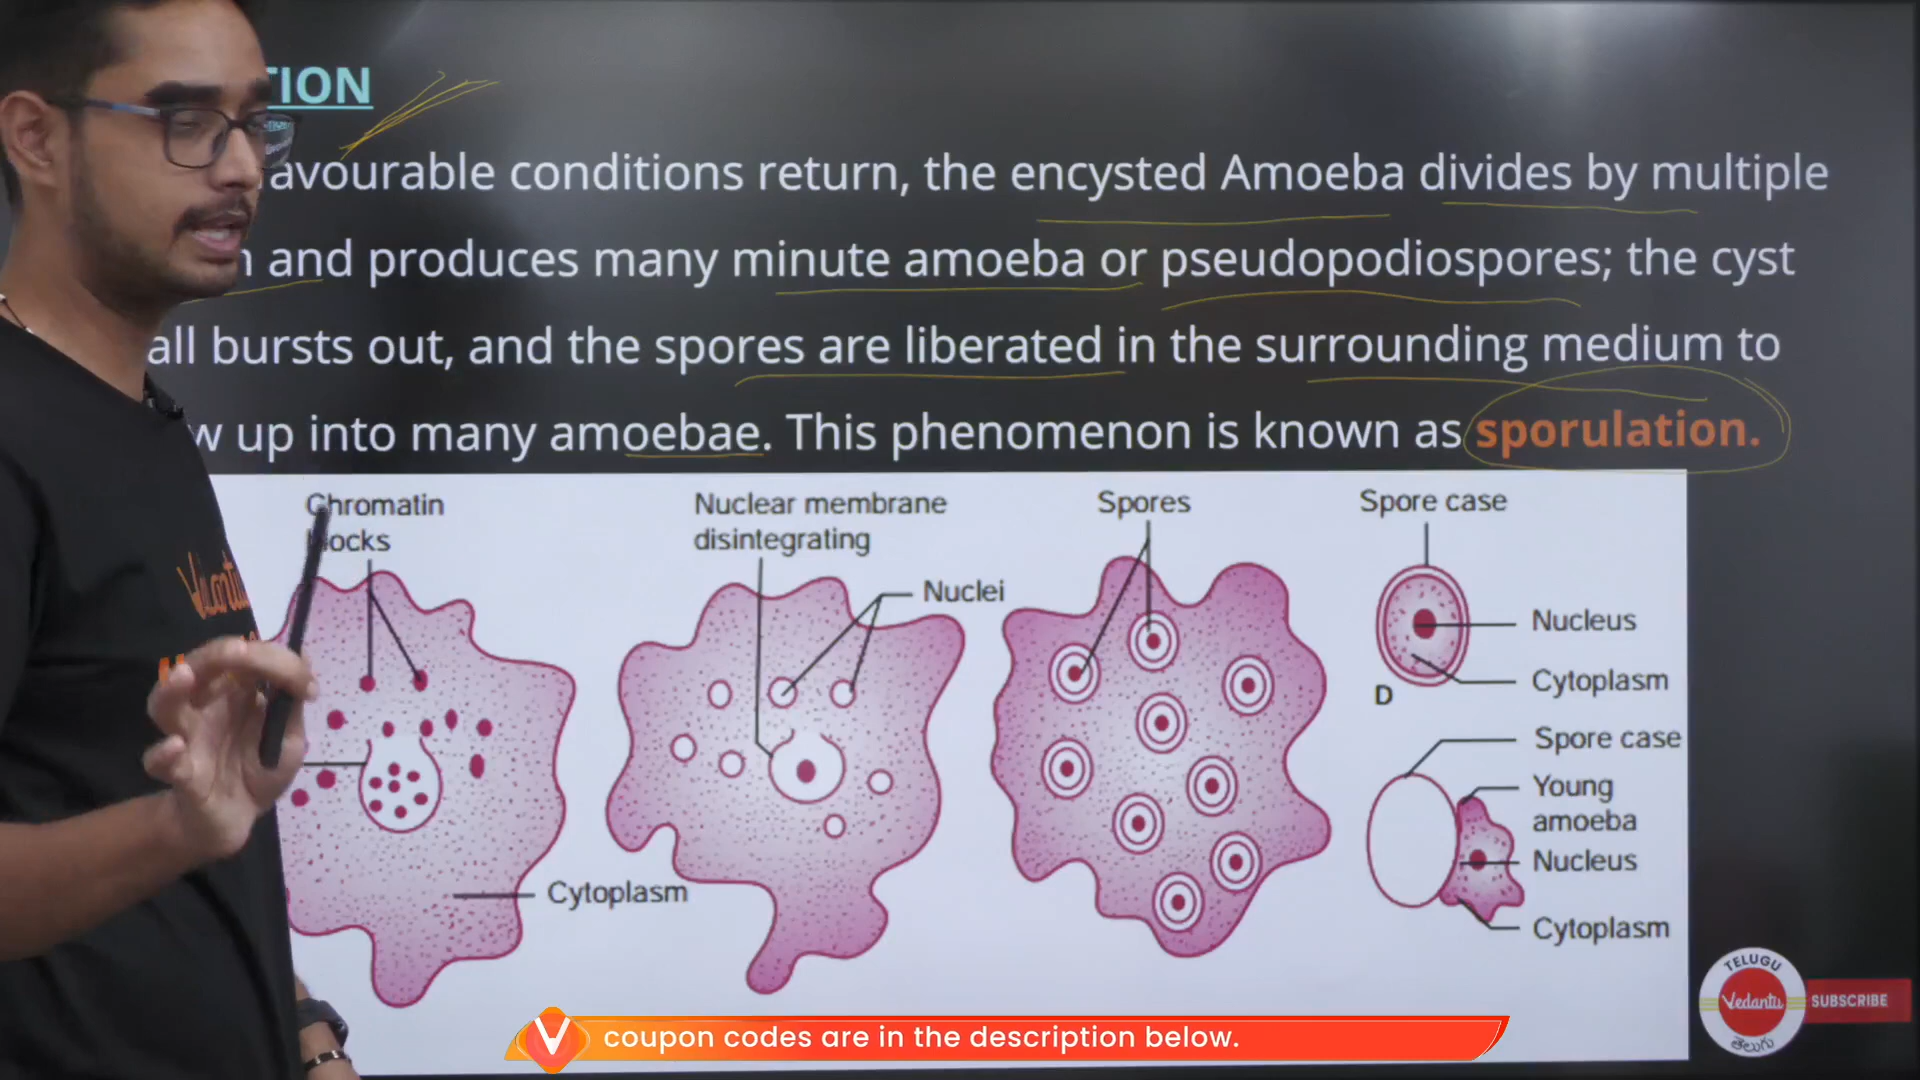 TION
avourable conditions return, the encysted Amoeba divides by multiple
and produces many minute amoeba or pseudopodiospores; the cyst
all bursts out, and the spores are liberated in the surrounding medium to
w up into many amoebae. This phenomenon is known as sporulation.
Chromatin
locks
Nuclear membrane
disintegrating
Nuclei
Spores
Spore case
Nucleus
Cytoplasm
D
Spore case
Young
amoeba
Nucleus
Cytoplasm
Cytoplasm
TELUGU
Vedantu
తెలుగు
SUBSCRIBE
V coupon codes are in the description below.